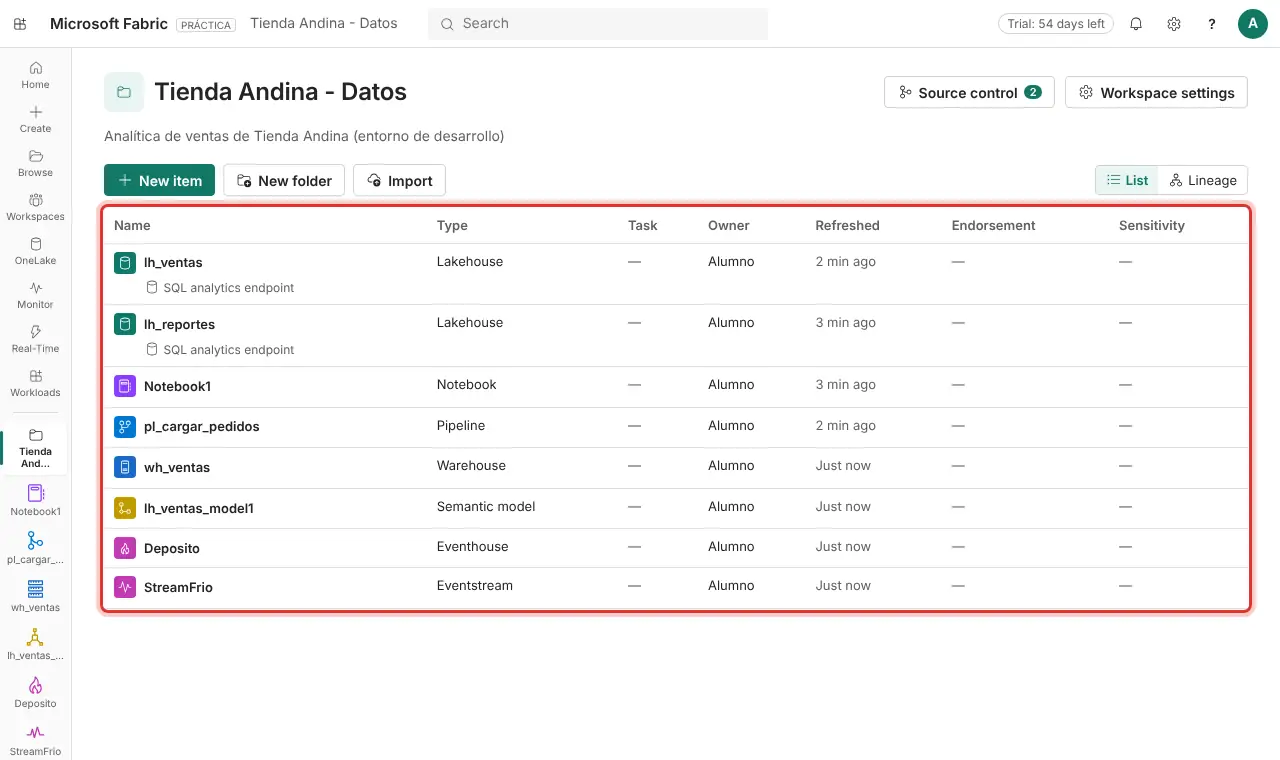 Microsoft Fabric PRÁCTICA Tienda Andina - Datos Search Trial: 54 days left ? A
Home
Create
Browse
Workspaces
OneLake
Monitor
Real-Time
Workloads
Tienda
And...
Notebook1
pl_cargar_...
wh_ventas
lh_ventas_...
Deposito
StreamFrio
Tienda Andina - Datos
Source control 2 Workspace settings
Analítica de ventas de Tienda Andina (entorno de desarrollo)
New item New folder Import List Lineage
Name Type Task Owner Refreshed Endorsement Sensitivity
lh_ventas Lakehouse — Alumno 2 min ago — —
SQL analytics endpoint
lh_reportes Lakehouse — Alumno 3 min ago — —
SQL analytics endpoint
Notebook1 Notebook — Alumno 3 min ago — —
pl_cargar_pedidos Pipeline — Alumno 2 min ago — —
wh_ventas Warehouse — Alumno Just now — —
lh_ventas_model1 Semantic model — Alumno Just now — —
Deposito Eventhouse — Alumno Just now — —
StreamFrio Eventstream — Alumno Just now — —